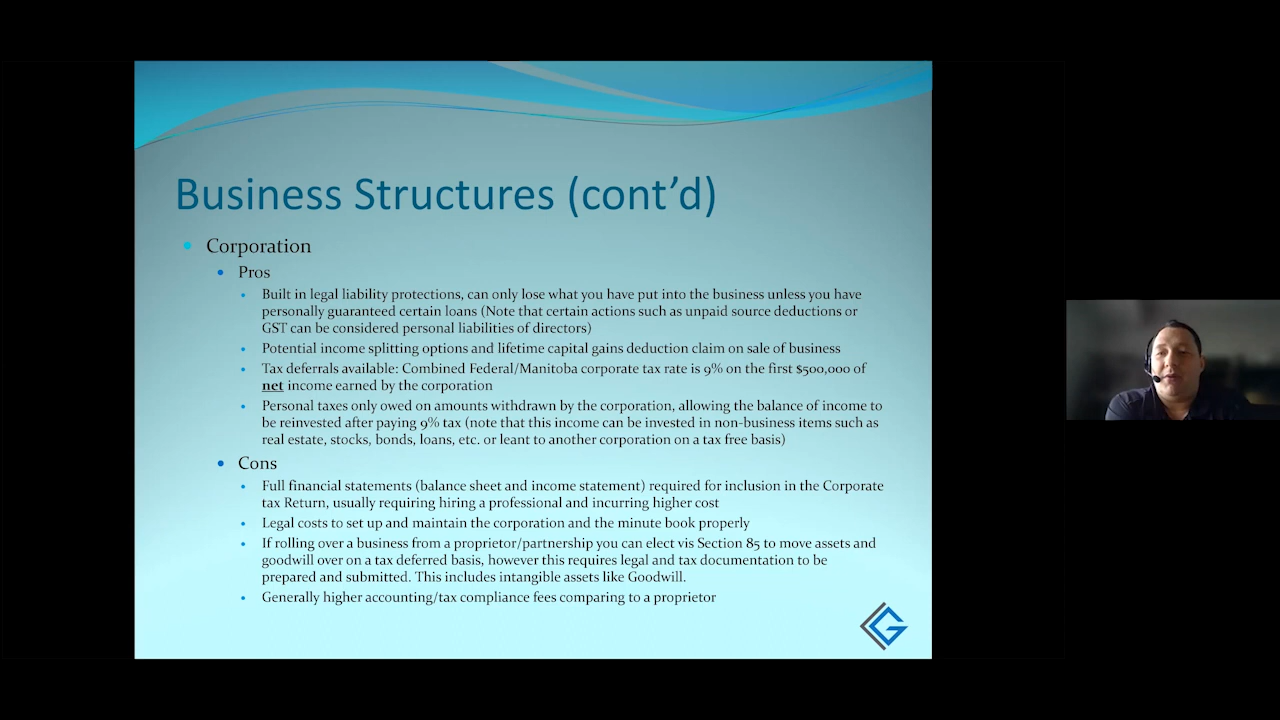 Business Structures (cont’d)
Corporation
Pros
Built in legal liability protections, can only lose what you have put into the business unless you have
personally guaranteed certain loans (Note that certain actions such as unpaid source deductions or
GST can be considered personal liabilities of directors)
Potential income splitting options and lifetime capital gains deduction claim on sale of business
Tax deferrals available: Combined Federal/Manitoba corporate tax rate is 9% on the first $500,000 of
net income earned by the corporation
Personal taxes only owed on amounts withdrawn by the corporation, allowing the balance of income to
be reinvested after paying 9% tax (note that this income can be invested in non-business items such as
real estate, stocks, bonds, loans, etc. or leant to another corporation on a tax free basis)
Cons
Full financial statements (balance sheet and income statement) required for inclusion in the Corporate
tax Return, usually requiring hiring a professional and incurring higher cost
Legal costs to set up and maintain the corporation and the minute book properly
If rolling over a business from a proprietor/partnership you can elect vis Section 85 to move assets and
goodwill over on a tax deferred basis, however this requires legal and tax documentation to be
prepared and submitted. This includes intangible assets like Goodwill.
Generally higher accounting/tax compliance fees comparing to a proprietor